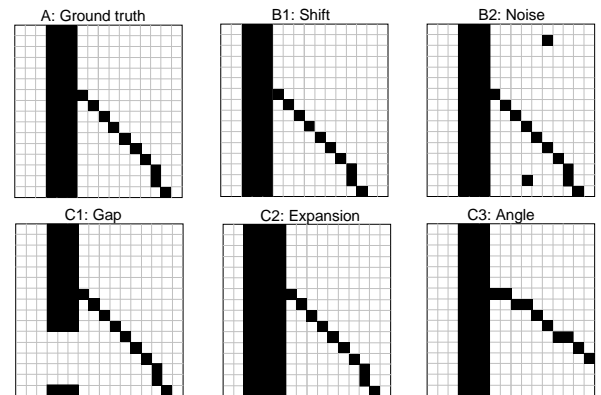 A: Ground truth
B1: Shift
B2: Noise
C1: Gap
C2: Expansion
C3: Angle